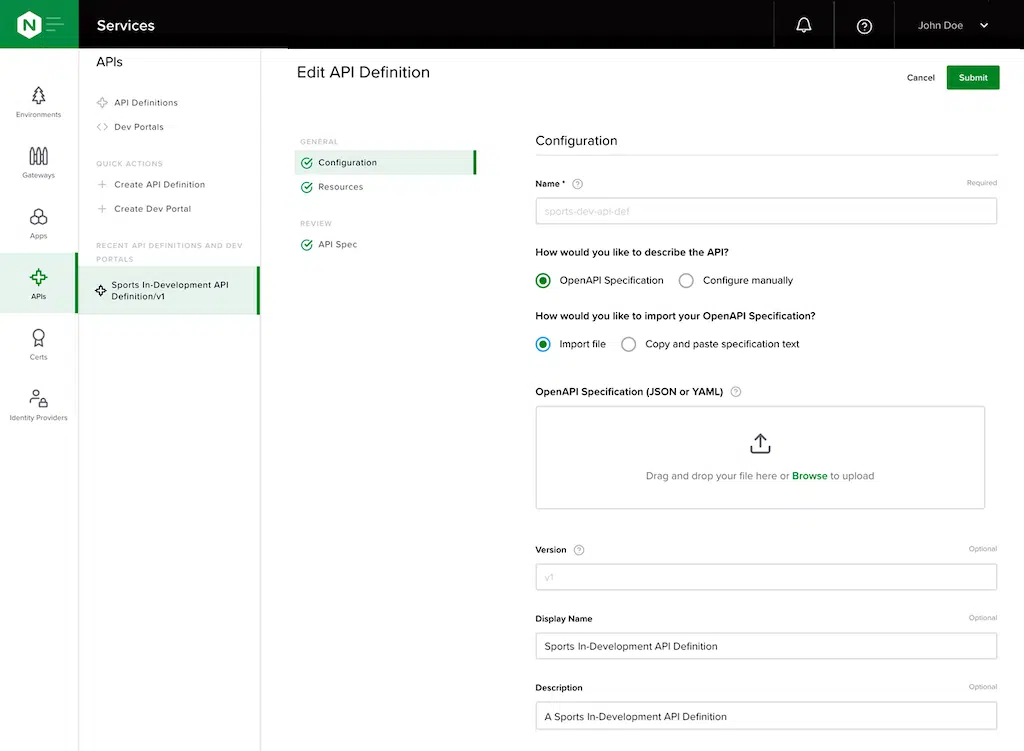 N
Services
John Doe
Environments
Gateways
Apps
APIs
Certs
Identity Providers
APIs
API Definitions
Dev Portals
QUICK ACTIONS
Create API Definition
Create Dev Portal
RECENT API DEFINITIONS AND DEV
PORTALS
Sports In-Development API
Definition/v1
Edit API Definition
Cancel
Submit
GENERAL
Configuration
Resources
REVIEW
API Spec
Configuration
Name * ?
Required
sports-dev-api-def
How would you like to describe the API?
OpenAPI Specification
Configure manually
How would you like to import your OpenAPI Specification?
Import file
Copy and paste specification text
OpenAPI Specification (JSON or YAML) ?
Drag and drop your file here or Browse to upload
Version ?
Optional
v1
Display Name
Optional
Sports In-Development API Definition
Description
Optional
A Sports In-Development API Definition